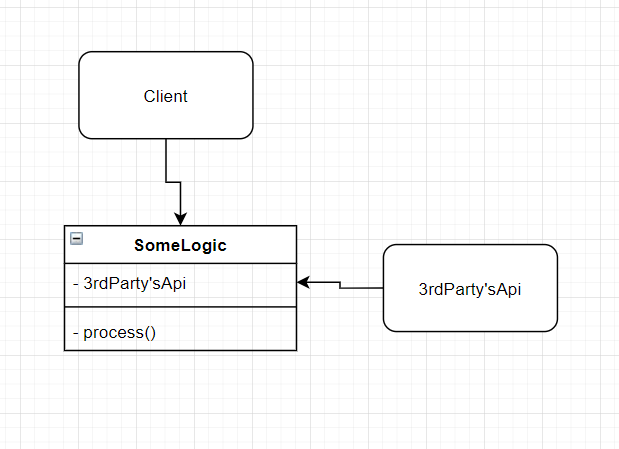 Client
SomeLogic
- 3rdParty'sApi
- process()
3rdParty'sApi